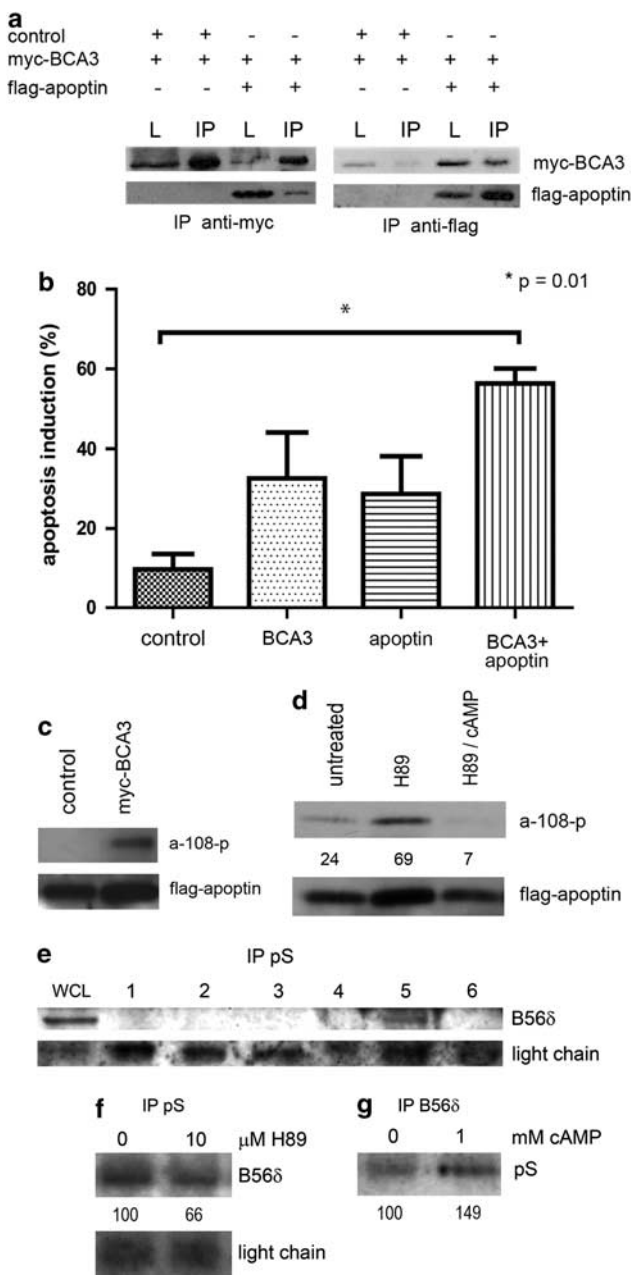 a
control + + - - + + - -
myc-BCA3 + + + + + + + +
flag-apoptin - - + + - - + +
L IP L IP L IP L IP
myc-BCA3
flag-apoptin
IP anti-myc IP anti-flag
b
* p = 0.01
*
apoptosis induction (%)
80
60
40
20
0
control BCA3 apoptin BCA3+
apoptin
c
control myc-BCA3
a-108-p
flag-apoptin
d
untreated H89 H89 / cAMP
a-108-p
24 69 7
flag-apoptin
e
IP pS
WCL 1 2 3 4 5 6
B56δ
light chain
f
IP pS
0 10 µM H89
B56δ
100 66
light chain
g
IP B56δ
0 1 mM cAMP
pS
100 149